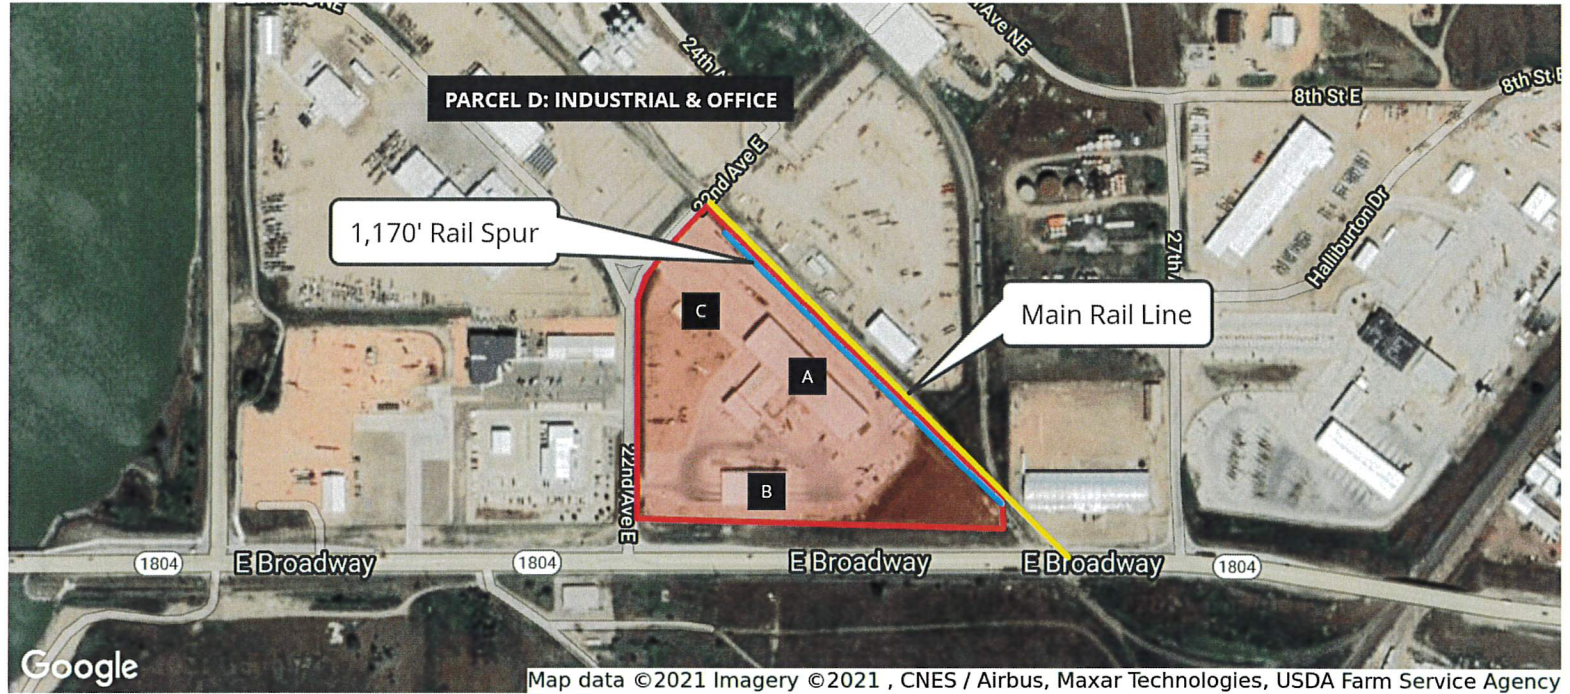 24th A
Ave NE
8th St E
8th St E
PARCEL D: INDUSTRIAL & OFFICE
22nd Ave E
1,170' Rail Spur
Halliburton Dr
27th
C
Main Rail Line
A
22nd Ave E
B
1804
E Broadway
1804
E Broadway
E Broadway
1804
Google
Map data ©2021 Imagery ©2021 , CNES / Airbus, Maxar Technologies, USDA Farm Service Agency